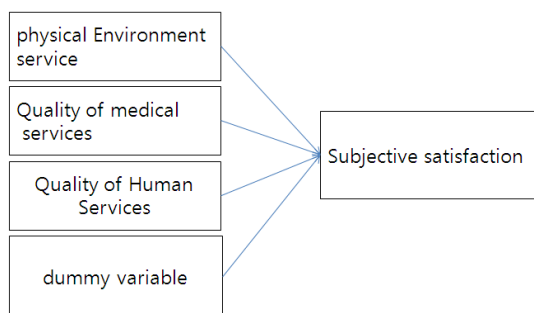 physical Environment
service
Quality of medical
services
Quality of Human
Services
dummy variable
Subjective satisfaction